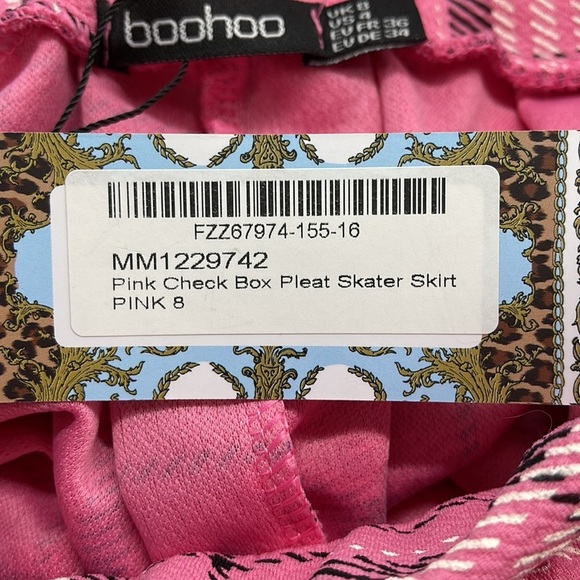 boohoo
UK 8
US 4
EU FR 36
EU DE 34
FZZ67974-155-16
MM1229742
Pink Check Box Pleat Skater Skirt
PINK 8